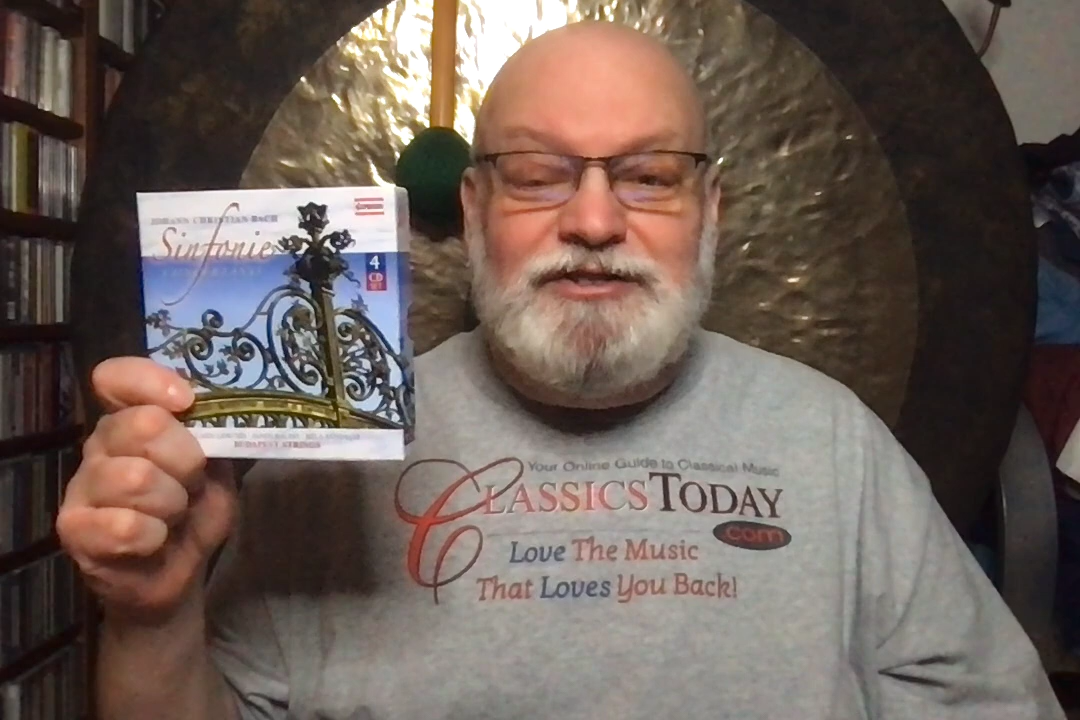 JOHANN CHRISTIAN BACH
Sinfonie
4
CD
SET
BUDAPEST STRINGS
Your Online Guide to Classical Music
CLASSICSTODAY
.com
Love The Music
That Loves You Back!